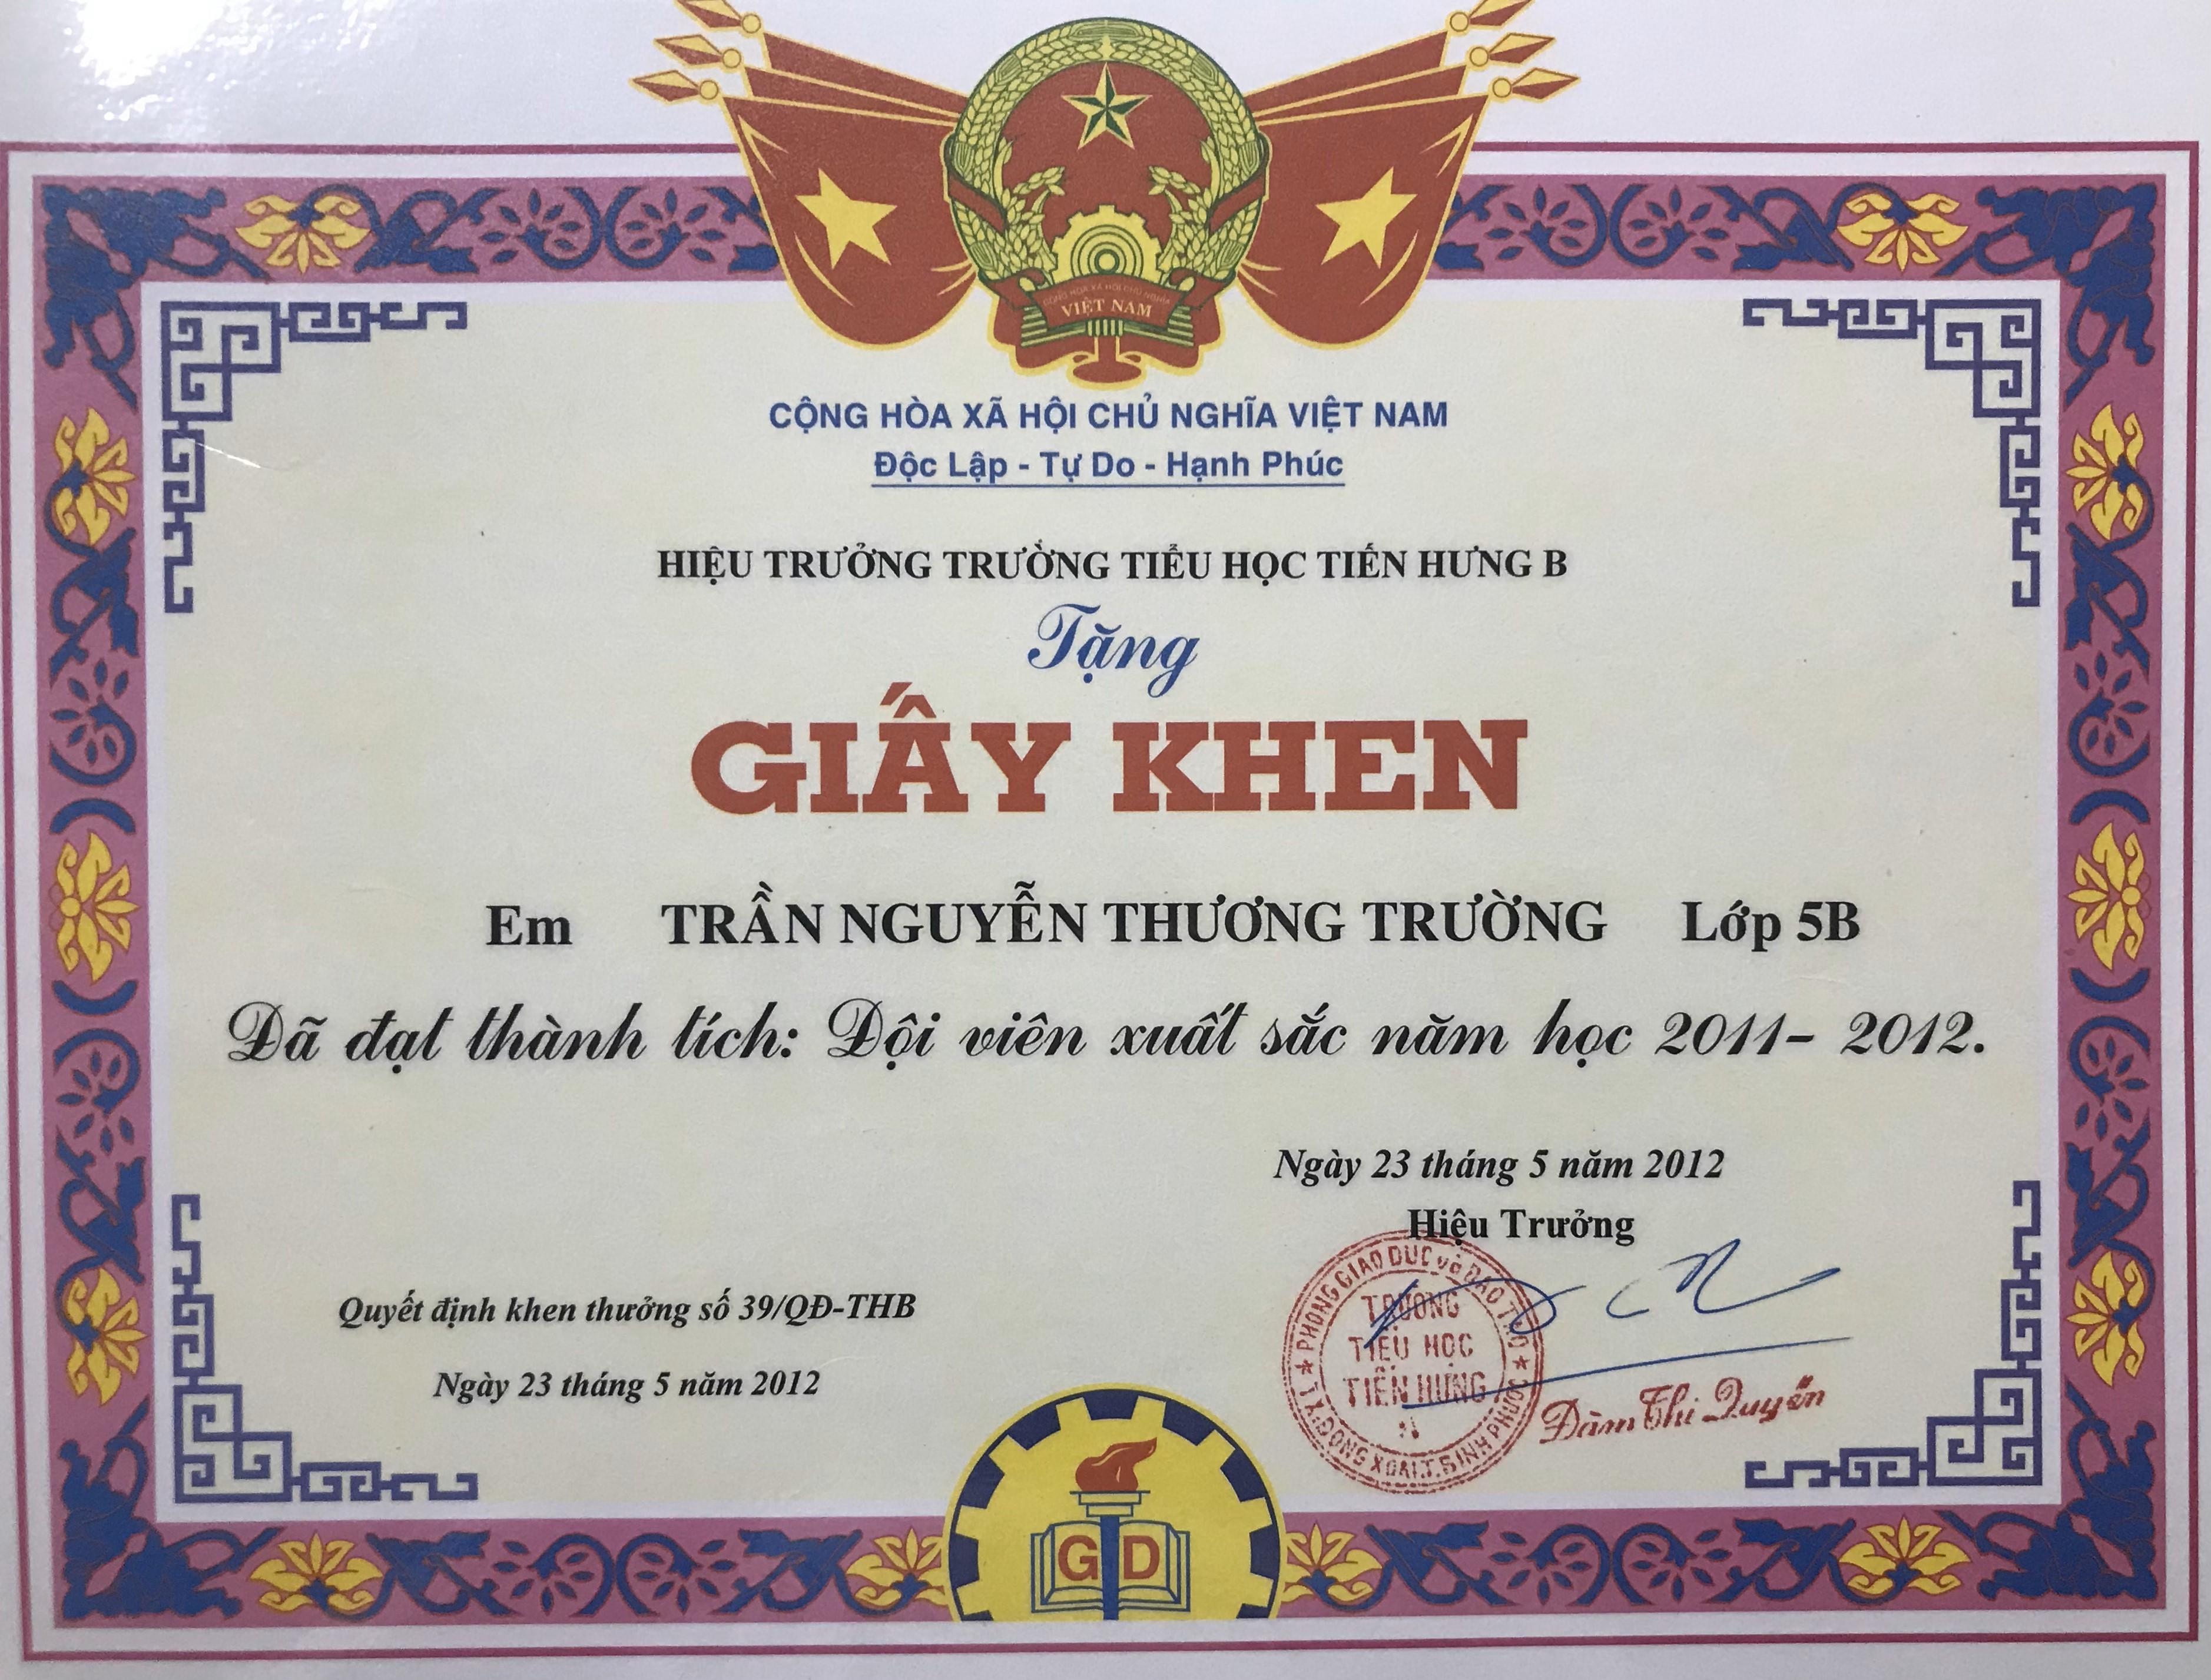 CỘNG HÒA XÃ HỘI CHỦ NGHĨA
VIỆT NAM
CỘNG HÒA XÃ HỘI CHỦ NGHĨA VIỆT NAM
Độc Lập - Tự Do - Hạnh Phúc
HIỆU TRƯỞNG TRƯỜNG TIỂU HỌC TIẾN HƯNG B
Tặng
GIẤY KHEN
Em TRẦN NGUYỄN THƯƠNG TRƯỜNG Lớp 5B
Đã đạt thành tích: Đội viên xuất sắc năm học 2011- 2012.
Ngày 23 tháng 5 năm 2012
Hiệu Trưởng
Quyết định khen thưởng số 39/QĐ-THB
Ngày 23 tháng 5 năm 2012
PHÒNG GIÁO DỤC và ĐÀO TẠO
TRƯỜNG
TIỂU HỌC
TIẾN HƯNG
T.X ĐỒNG XOÀI T. BÌNH PHƯỚC
Đàm Thị Quyến
G D